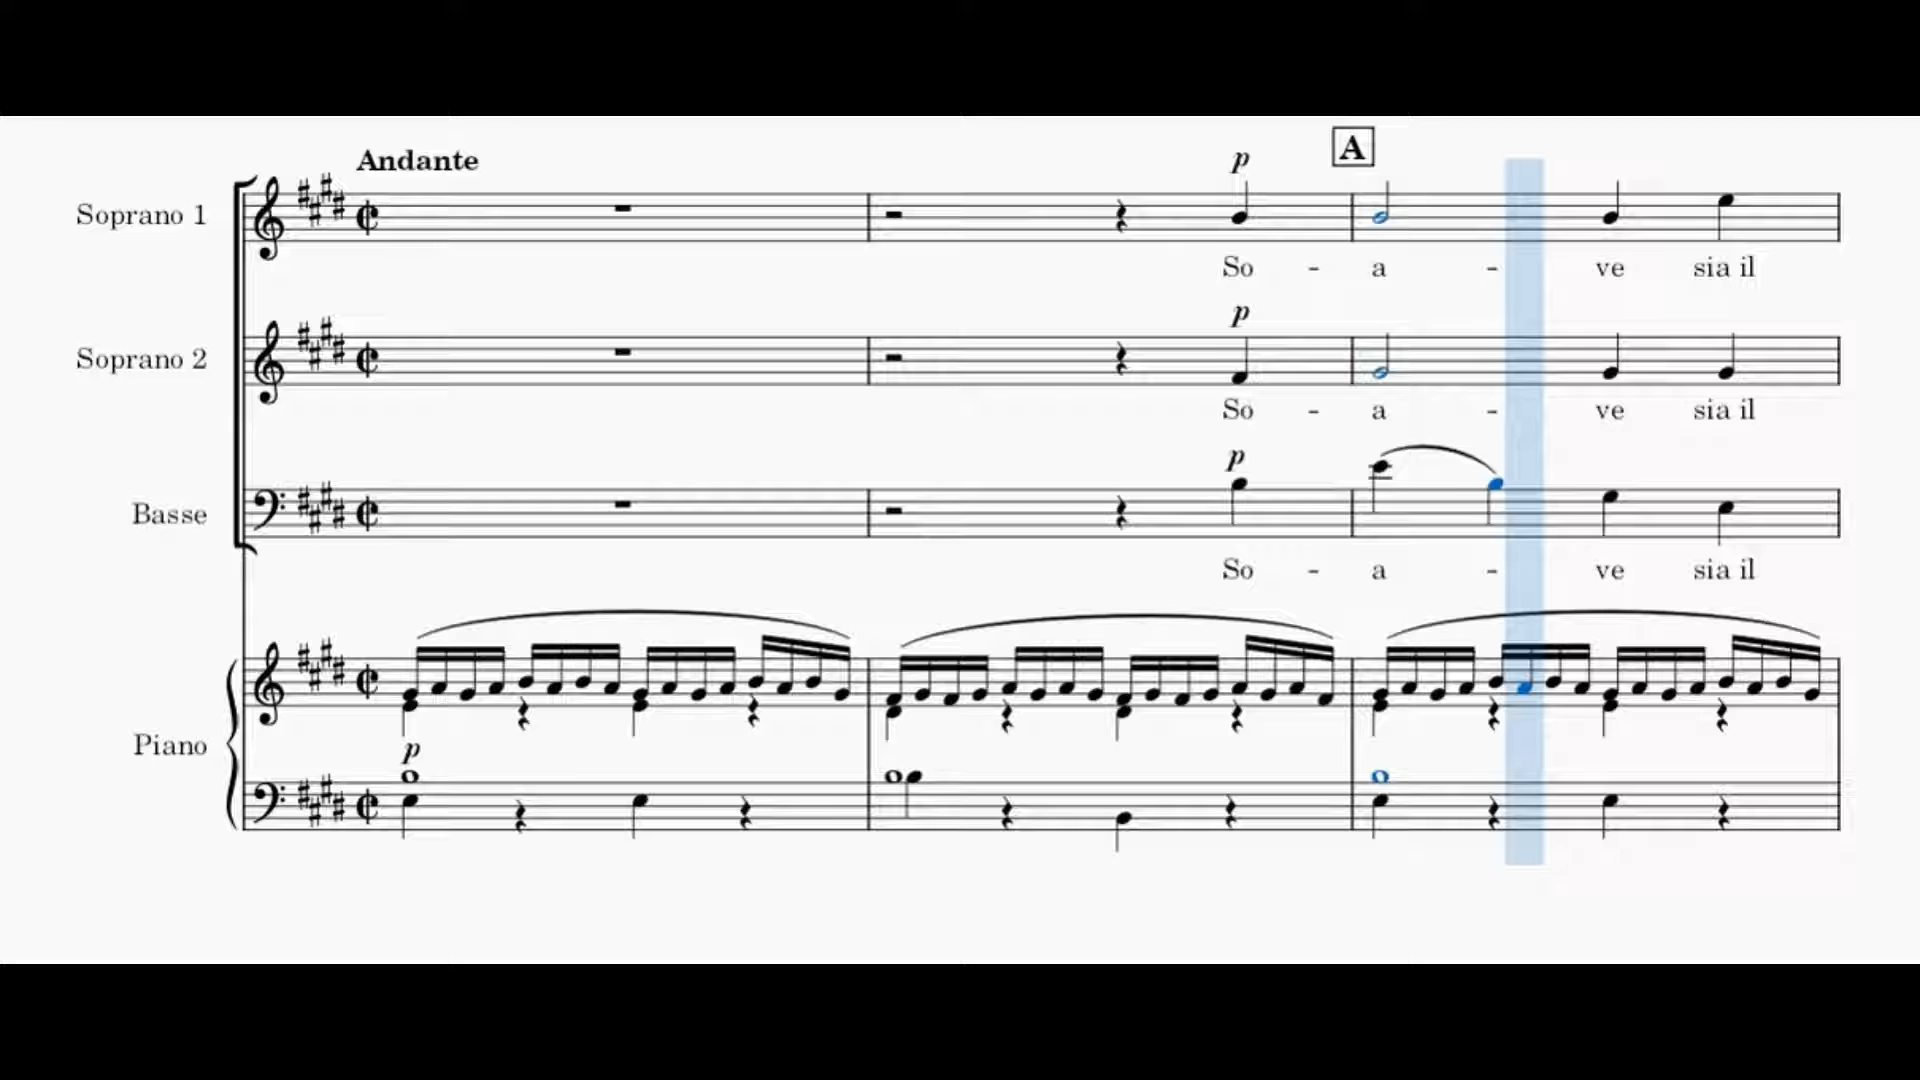 Andante
p
A
Soprano 1
So - a - ve sia il
p
Soprano 2
So - a - ve sia il
p
Basse
So - a - ve sia il
Piano
p